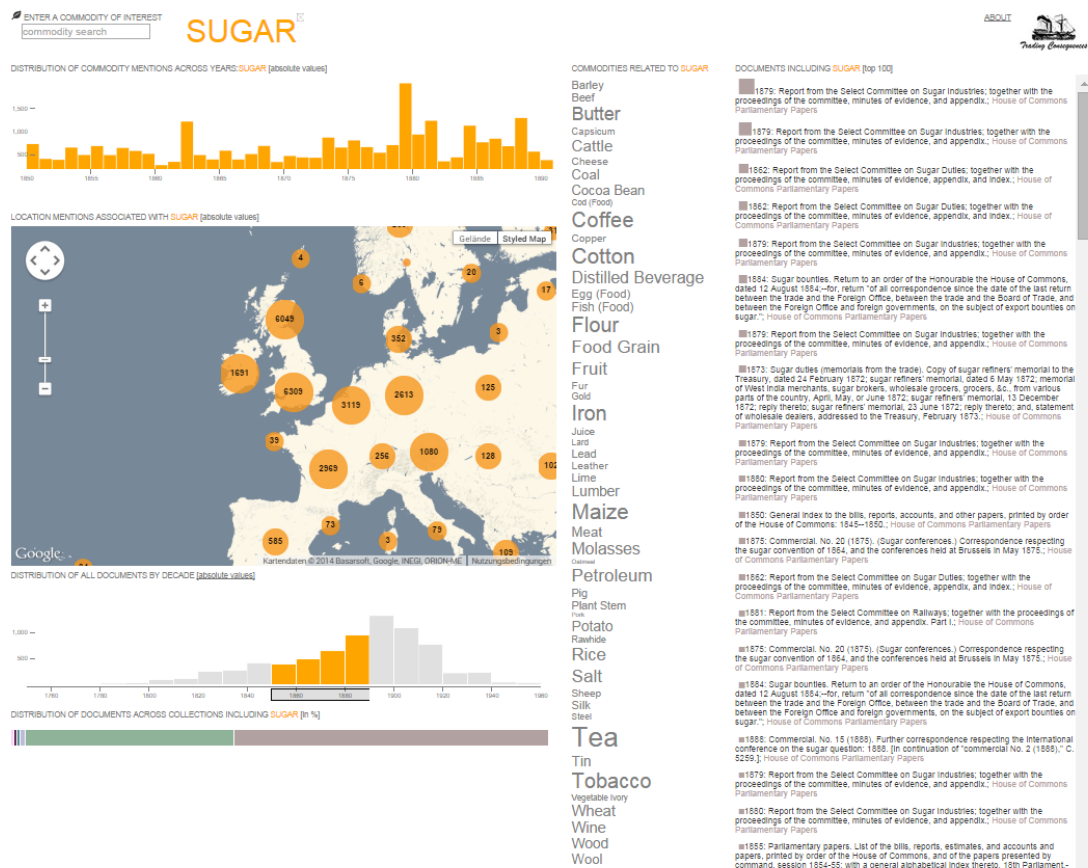 ENTER A COMMODITY OF INTEREST
commodity search
SUGAR
ABOUT
Trading Consequences
DISTRIBUTION OF COMMODITY MENTIONS ACROSS YEARS: SUGAR [absolute values]
1,500
1,000
500
1850 1855 1860 1865 1870 1875 1880 1885 1890
LOCATION MENTIONS ASSOCIATED WITH SUGAR [absolute values]
Gelände
Styled Map
4
6
20
17
6049
352
3
1691
6309
3119
2613
125
39
2969
256
1080
128
102
73
585
3
79
109
Google
Kartendaten © 2014 Basarsoft, Google, INEGI, ORION-ME
Nutzungsbedingungen
DISTRIBUTION OF ALL DOCUMENTS BY DECADE [absolute values]
1,000
500
1760 1780 1800 1820 1840 1860 1880 1900 1920 1940 1960
DISTRIBUTION OF DOCUMENTS ACROSS COLLECTIONS INCLUDING SUGAR [in %]
COMMODITIES RELATED TO SUGAR
Barley
Beef
Butter
Capsicum
Cattle
Cheese
Coal
Cocoa Bean
Cod (Food)
Coffee
Copper
Cotton
Distilled Beverage
Egg (Food)
Fish (Food)
Flour
Food Grain
Fruit
Fur
Gold
Iron
Juice
Lard
Lead
Leather
Lime
Lumber
Maize
Meat
Molasses
Oatmeal
Petroleum
Pig
Plant Stem
Pork
Potato
Rawhide
Rice
Salt
Sheep
Silk
Steel
Tea
Tin
Tobacco
Vegetable Ivory
Wheat
Wine
Wood
Wool
DOCUMENTS INCLUDING SUGAR [top 100]
1879: Report from the Select Committee on Sugar Industries; together with the
proceedings of the committee, minutes of evidence, and appendix.; House of Commons
Parliamentary Papers
1879: Report from the Select Committee on Sugar Industries; together with the
proceedings of the committee, minutes of evidence, and appendix.; House of Commons
Parliamentary Papers
1862: Report from the Select Committee on Sugar Duties; together with the
proceedings of the committee, minutes of evidence, appendix, and index.; House of
Commons Parliamentary Papers
1862: Report from the Select Committee on Sugar Duties; together with the
proceedings of the committee, minutes of evidence, appendix, and index.; House of
Commons Parliamentary Papers
1879: Report from the Select Committee on Sugar Industries; together with the
proceedings of the committee, minutes of evidence, and appendix.; House of Commons
Parliamentary Papers
1884: Sugar bounties. Return to an order of the Honourable the House of Commons,
dated 12 August 1884;--for, return "of all correspondence since the date of the last return
between the trade and the Foreign Office, between the trade and the Board of Trade, and
between the Foreign Office and foreign governments, on the subject of export bounties on
sugar."; House of Commons Parliamentary Papers
1879: Report from the Select Committee on Sugar Industries; together with the
proceedings of the committee, minutes of evidence, and appendix.; House of Commons
Parliamentary Papers
1873: Sugar duties (memorials from the trade). Copy of sugar refiners' memorial to the
Treasury, dated 24 February 1872; sugar refiners' memorial, dated 6 May 1872; memorial
of West India merchants, sugar brokers, wholesale grocers, grocers, &c., from various
parts of the country, April, May, or June 1872; sugar refiners' memorial, 13 December
1872; reply thereto; sugar refiners' memorial, 23 June 1872; reply thereto; and, statement
of wholesale dealers, addressed to the Treasury, February 1873.; House of Commons
Parliamentary Papers
1879: Report from the Select Committee on Sugar Industries; together with the
proceedings of the committee, minutes of evidence, and appendix.; House of Commons
Parliamentary Papers
1880: Report from the Select Committee on Sugar Industries; together with the
proceedings of the committee, minutes of evidence, and appendix.; House of Commons
Parliamentary Papers
1850: General index to the bills, reports, accounts, and other papers, printed by order
of the House of Commons: 1845--1850.; House of Commons Parliamentary Papers
1875: Commercial. No. 20 (1875). (Sugar conferences.) Correspondence respecting
the sugar convention of 1864, and the conferences held at Brussels in May 1875.; House
of Commons Parliamentary Papers
1862: Report from the Select Committee on Sugar Duties; together with the
proceedings of the committee, minutes of evidence, appendix, and index.; House of
Commons Parliamentary Papers
1881: Report from the Select Committee on Railways; together with the proceedings of
the committee, minutes of evidence, and appendix. Part I.; House of Commons
Parliamentary Papers
1875: Commercial. No. 20 (1875). (Sugar conferences.) Correspondence respecting
the sugar convention of 1864, and the conferences held at Brussels in May 1875.; House
of Commons Parliamentary Papers
1884: Sugar bounties. Return to an order of the Honourable the House of Commons,
dated 12 August 1884;--for, return "of all correspondence since the date of the last return
between the trade and the Foreign Office, between the trade and the Board of Trade, and
between the Foreign Office and foreign governments, on the subject of export bounties on
sugar."; House of Commons Parliamentary Papers
1888: Commercial. No. 15 (1888). Further correspondence respecting the international
conference on the sugar question: 1888. [In continuation of "commercial No. 2 (1888)," C.
5259.]; House of Commons Parliamentary Papers
1879: Report from the Select Committee on Sugar Industries; together with the
proceedings of the committee, minutes of evidence, and appendix.; House of Commons
Parliamentary Papers
1880: Report from the Select Committee on Sugar Industries; together with the
proceedings of the committee, minutes of evidence, and appendix.; House of Commons
Parliamentary Papers
1855: Parliamentary papers. List of the bills, reports, estimates, and accounts and
papers, printed by order of the House of Commons, and of the papers presented by
command, session 1854-55; with a general alphabetical index thereto. 16th Parliament.-